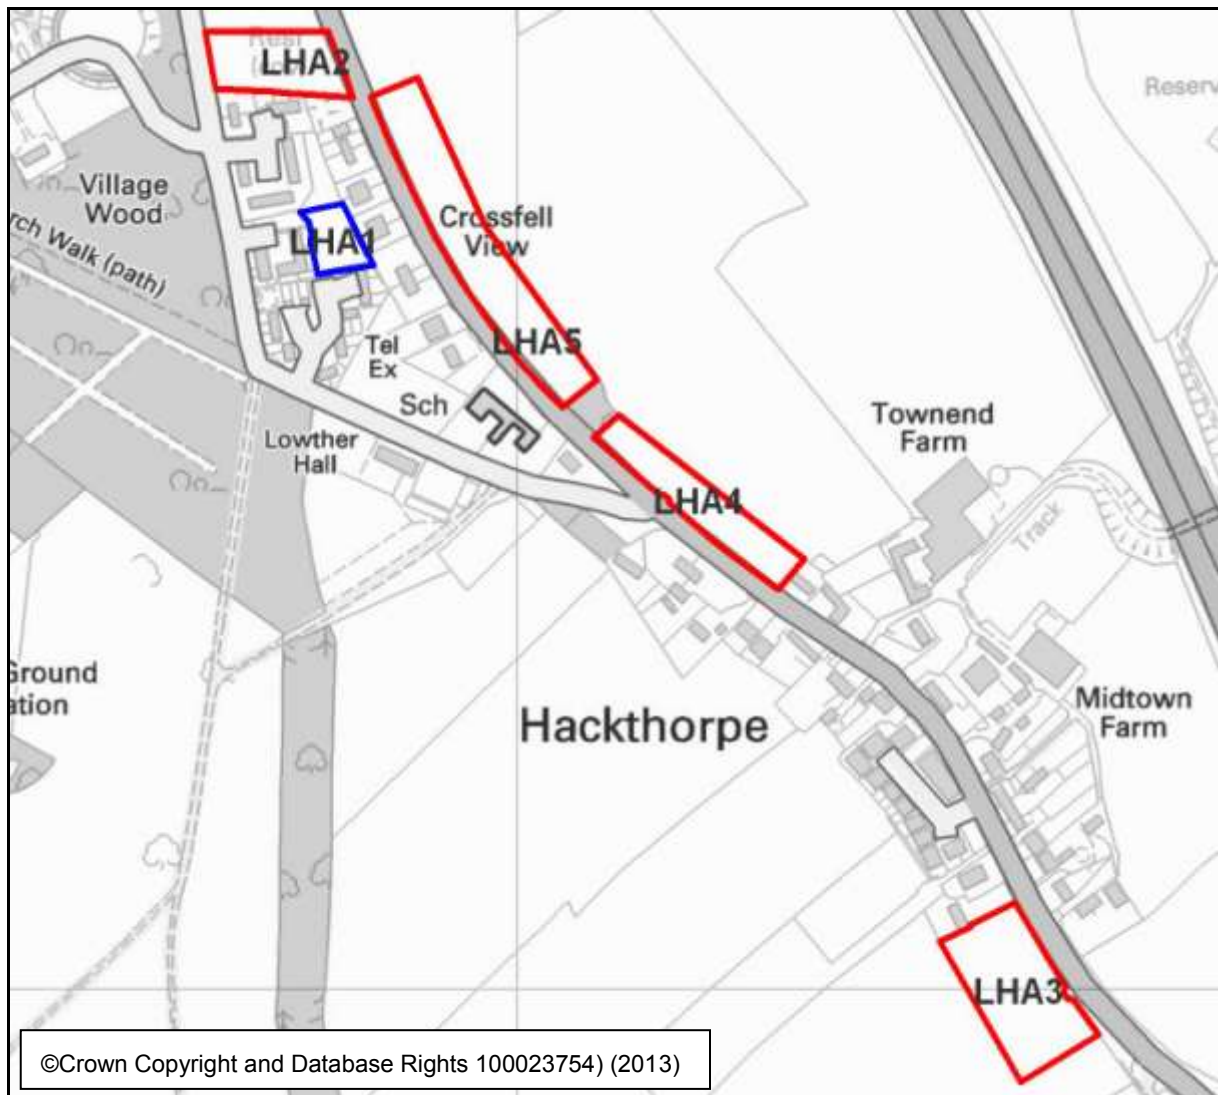 LHA2
Reserv
Village
Wood
rch Walk (path)
LHA1
Crossfell
View
LHA5
Tel
Ex
Sch
Lowther
Hall
Townend
Farm
LHA4
Track
Ground
ation
Hackthorpe
Midtown
Farm
LHA3
©Crown Copyright and Database Rights 100023754) (2013)